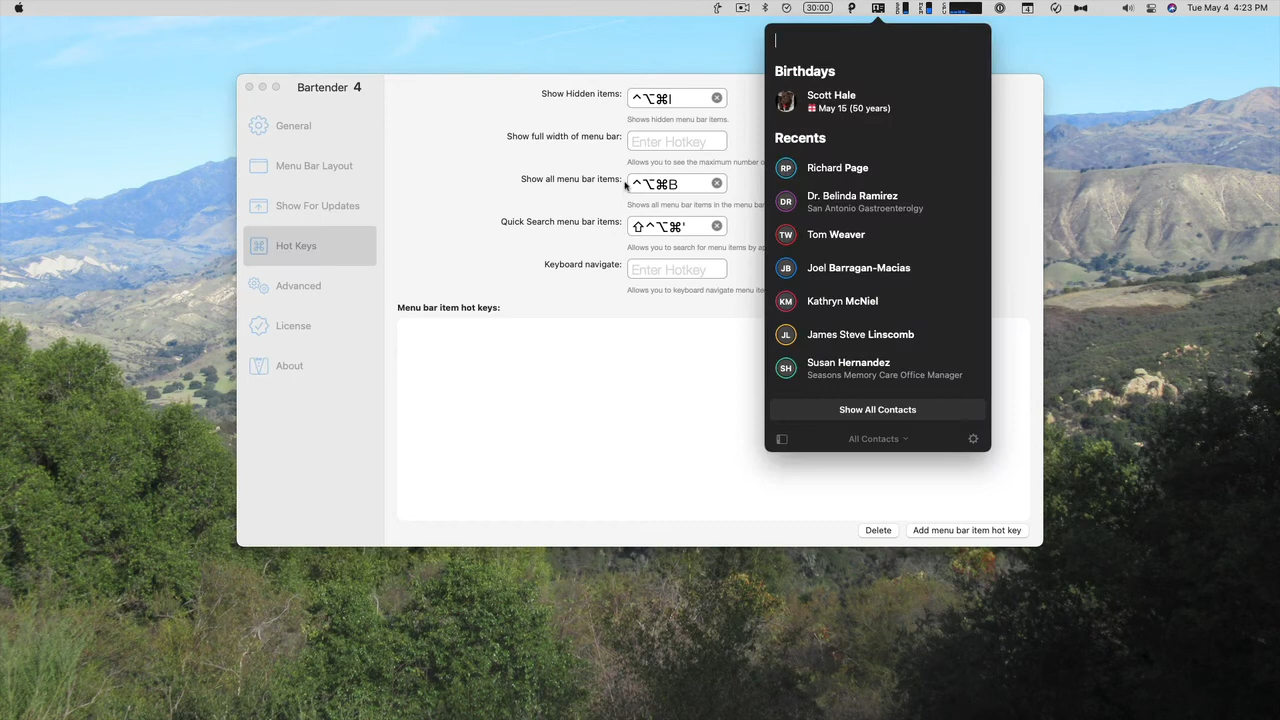 30:00
4
Tue May 4 4:23 PM
Bartender 4
General
Menu Bar Layout
Show For Updates
Hot Keys
Advanced
License
About
Show Hidden items:
^⌥⌘I
Shows hidden menu bar items.
Show full width of menu bar:
Enter Hotkey
Allows you to see the maximum number o
Show all menu bar items:
^⌥⌘B
Shows all menu bar items in the menu bar
Quick Search menu bar items:
⇧^⌥⌘'
Allows you to search for menu items by ap
Keyboard navigate:
Enter Hotkey
Allows you to keyboard navigate menu ite
Menu bar item hot keys:
Delete
Add menu bar item hot key
Birthdays
Scott Hale
May 15 (50 years)
Recents
RP
Richard Page
DR
Dr. Belinda Ramirez
San Antonio Gastroenterolgy
TW
Tom Weaver
JB
Joel Barragan-Macias
KM
Kathryn McNiel
JL
James Steve Linscomb
SH
Susan Hernandez
Seasons Memory Care Office Manager
Show All Contacts
All Contacts